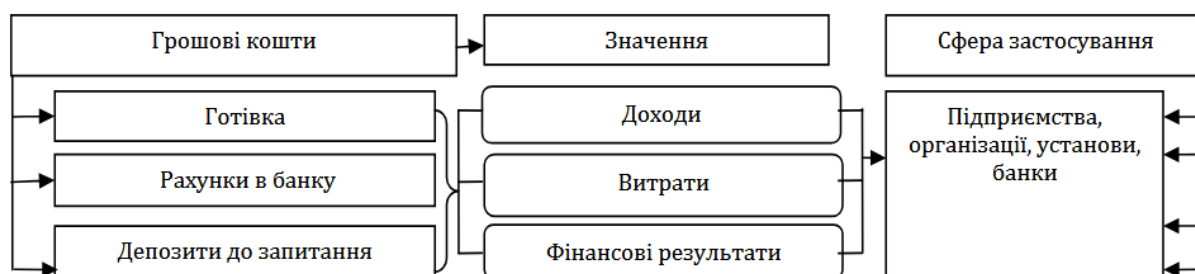 Грошові кошти
Значення
Сфера застосування
Готівка
Доходи
Підприємства,
організації, установи,
банки
Рахунки в банку
Витрати
Депозити до запитання
Фінансові результати